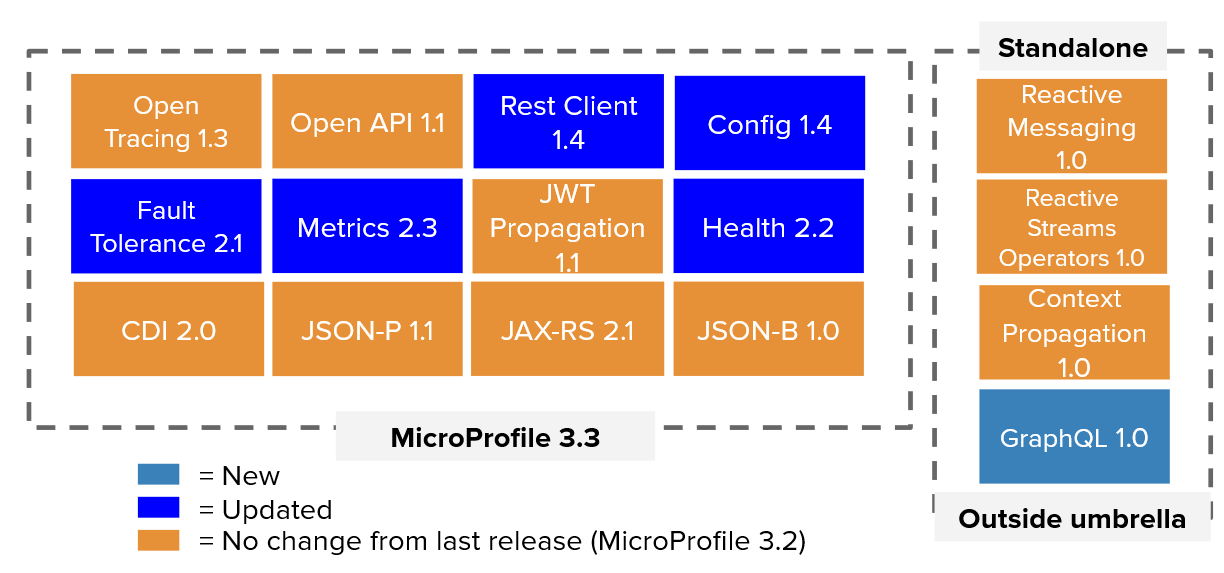 Standalone
Open
Tracing 1.3
Open API 1.1
Rest Client
1.4
Config 1.4
Fault
Tolerance 2.1
Metrics 2.3
JWT
Propagation
1.1
Health 2.2
CDI 2.0
JSON-P 1.1
JAX-RS 2.1
JSON-B 1.0
MicroProfile 3.3
Reactive
Messaging
1.0
Reactive
Streams
Operators 1.0
Context
Propagation
1.0
GraphQL 1.0
Outside umbrella
= New
= Updated
= No change from last release (MicroProfile 3.2)